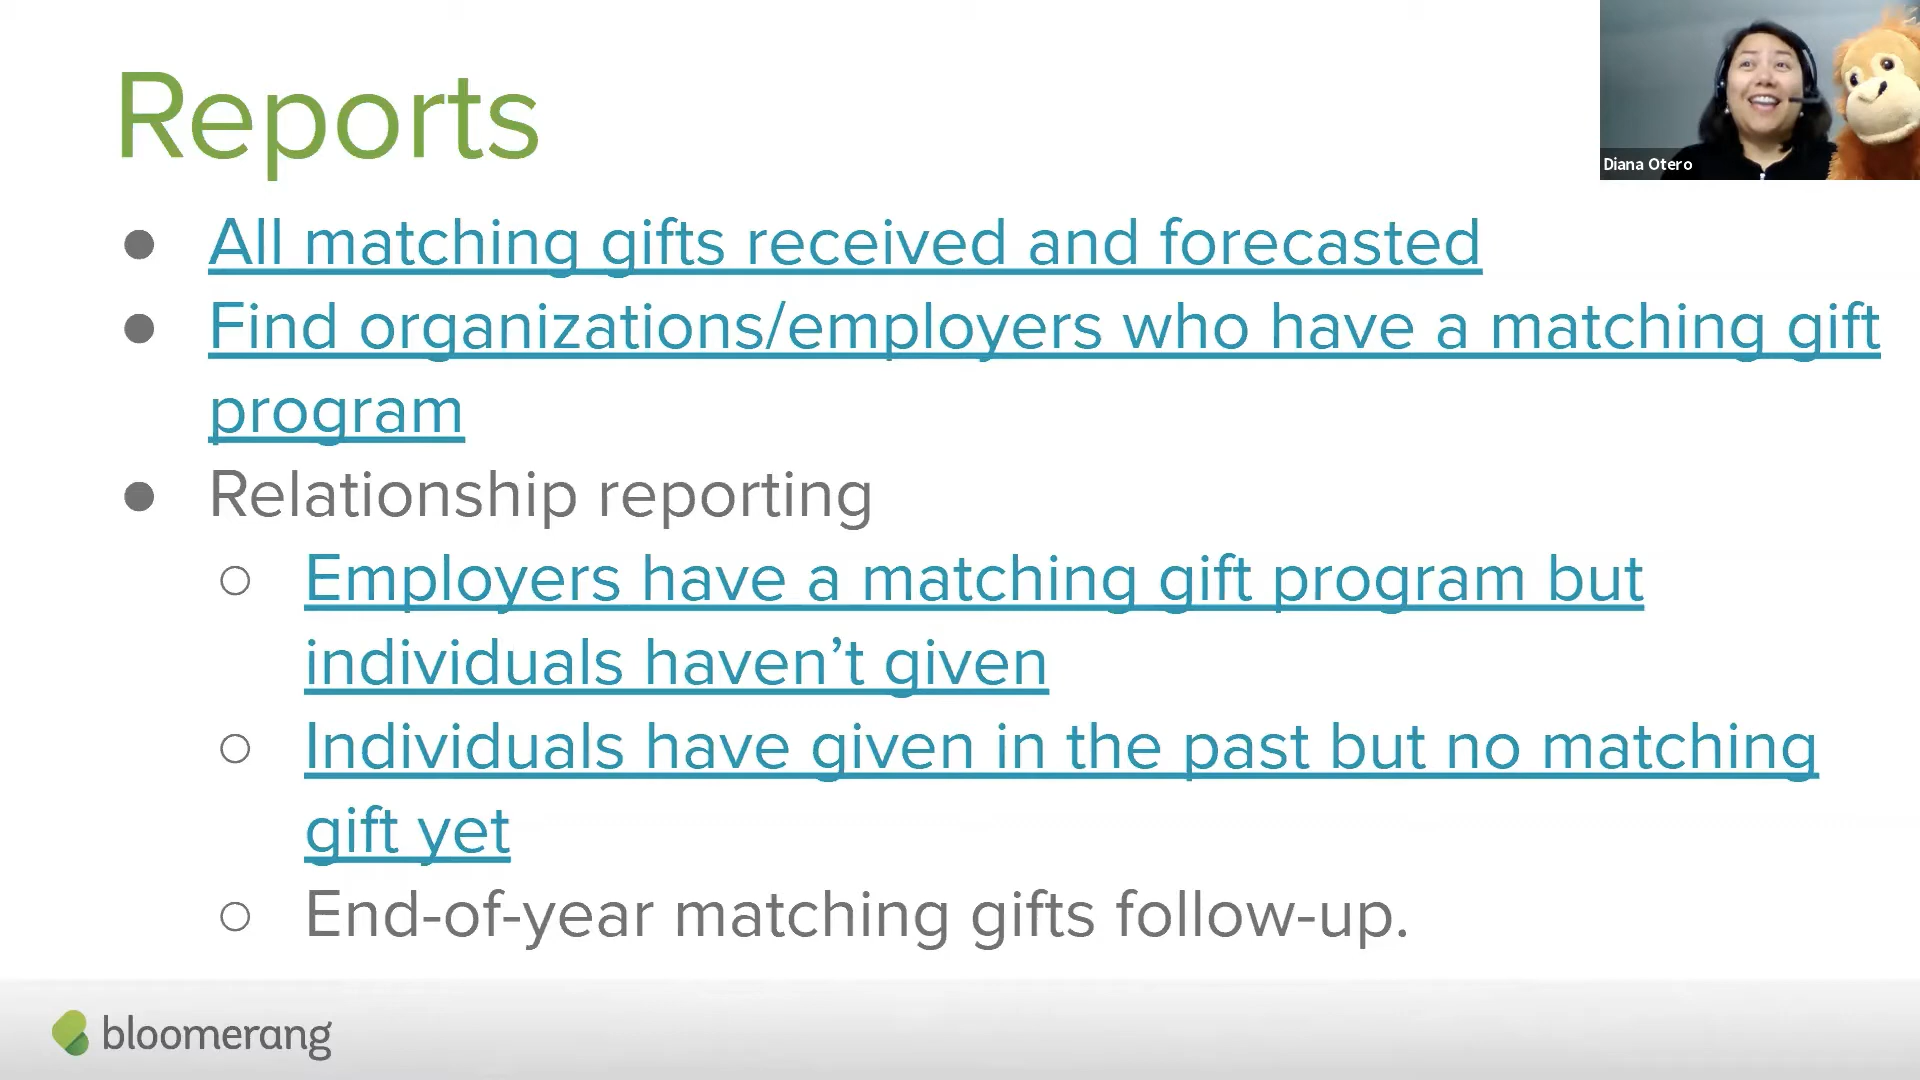 Reports
Diana Otero
● All matching gifts received and forecasted
● Find organizations/employers who have a matching gift
program
● Relationship reporting
○ Employers have a matching gift program but
individuals haven’t given
○ Individuals have given in the past but no matching
gift yet
○ End-of-year matching gifts follow-up.
bloomerang